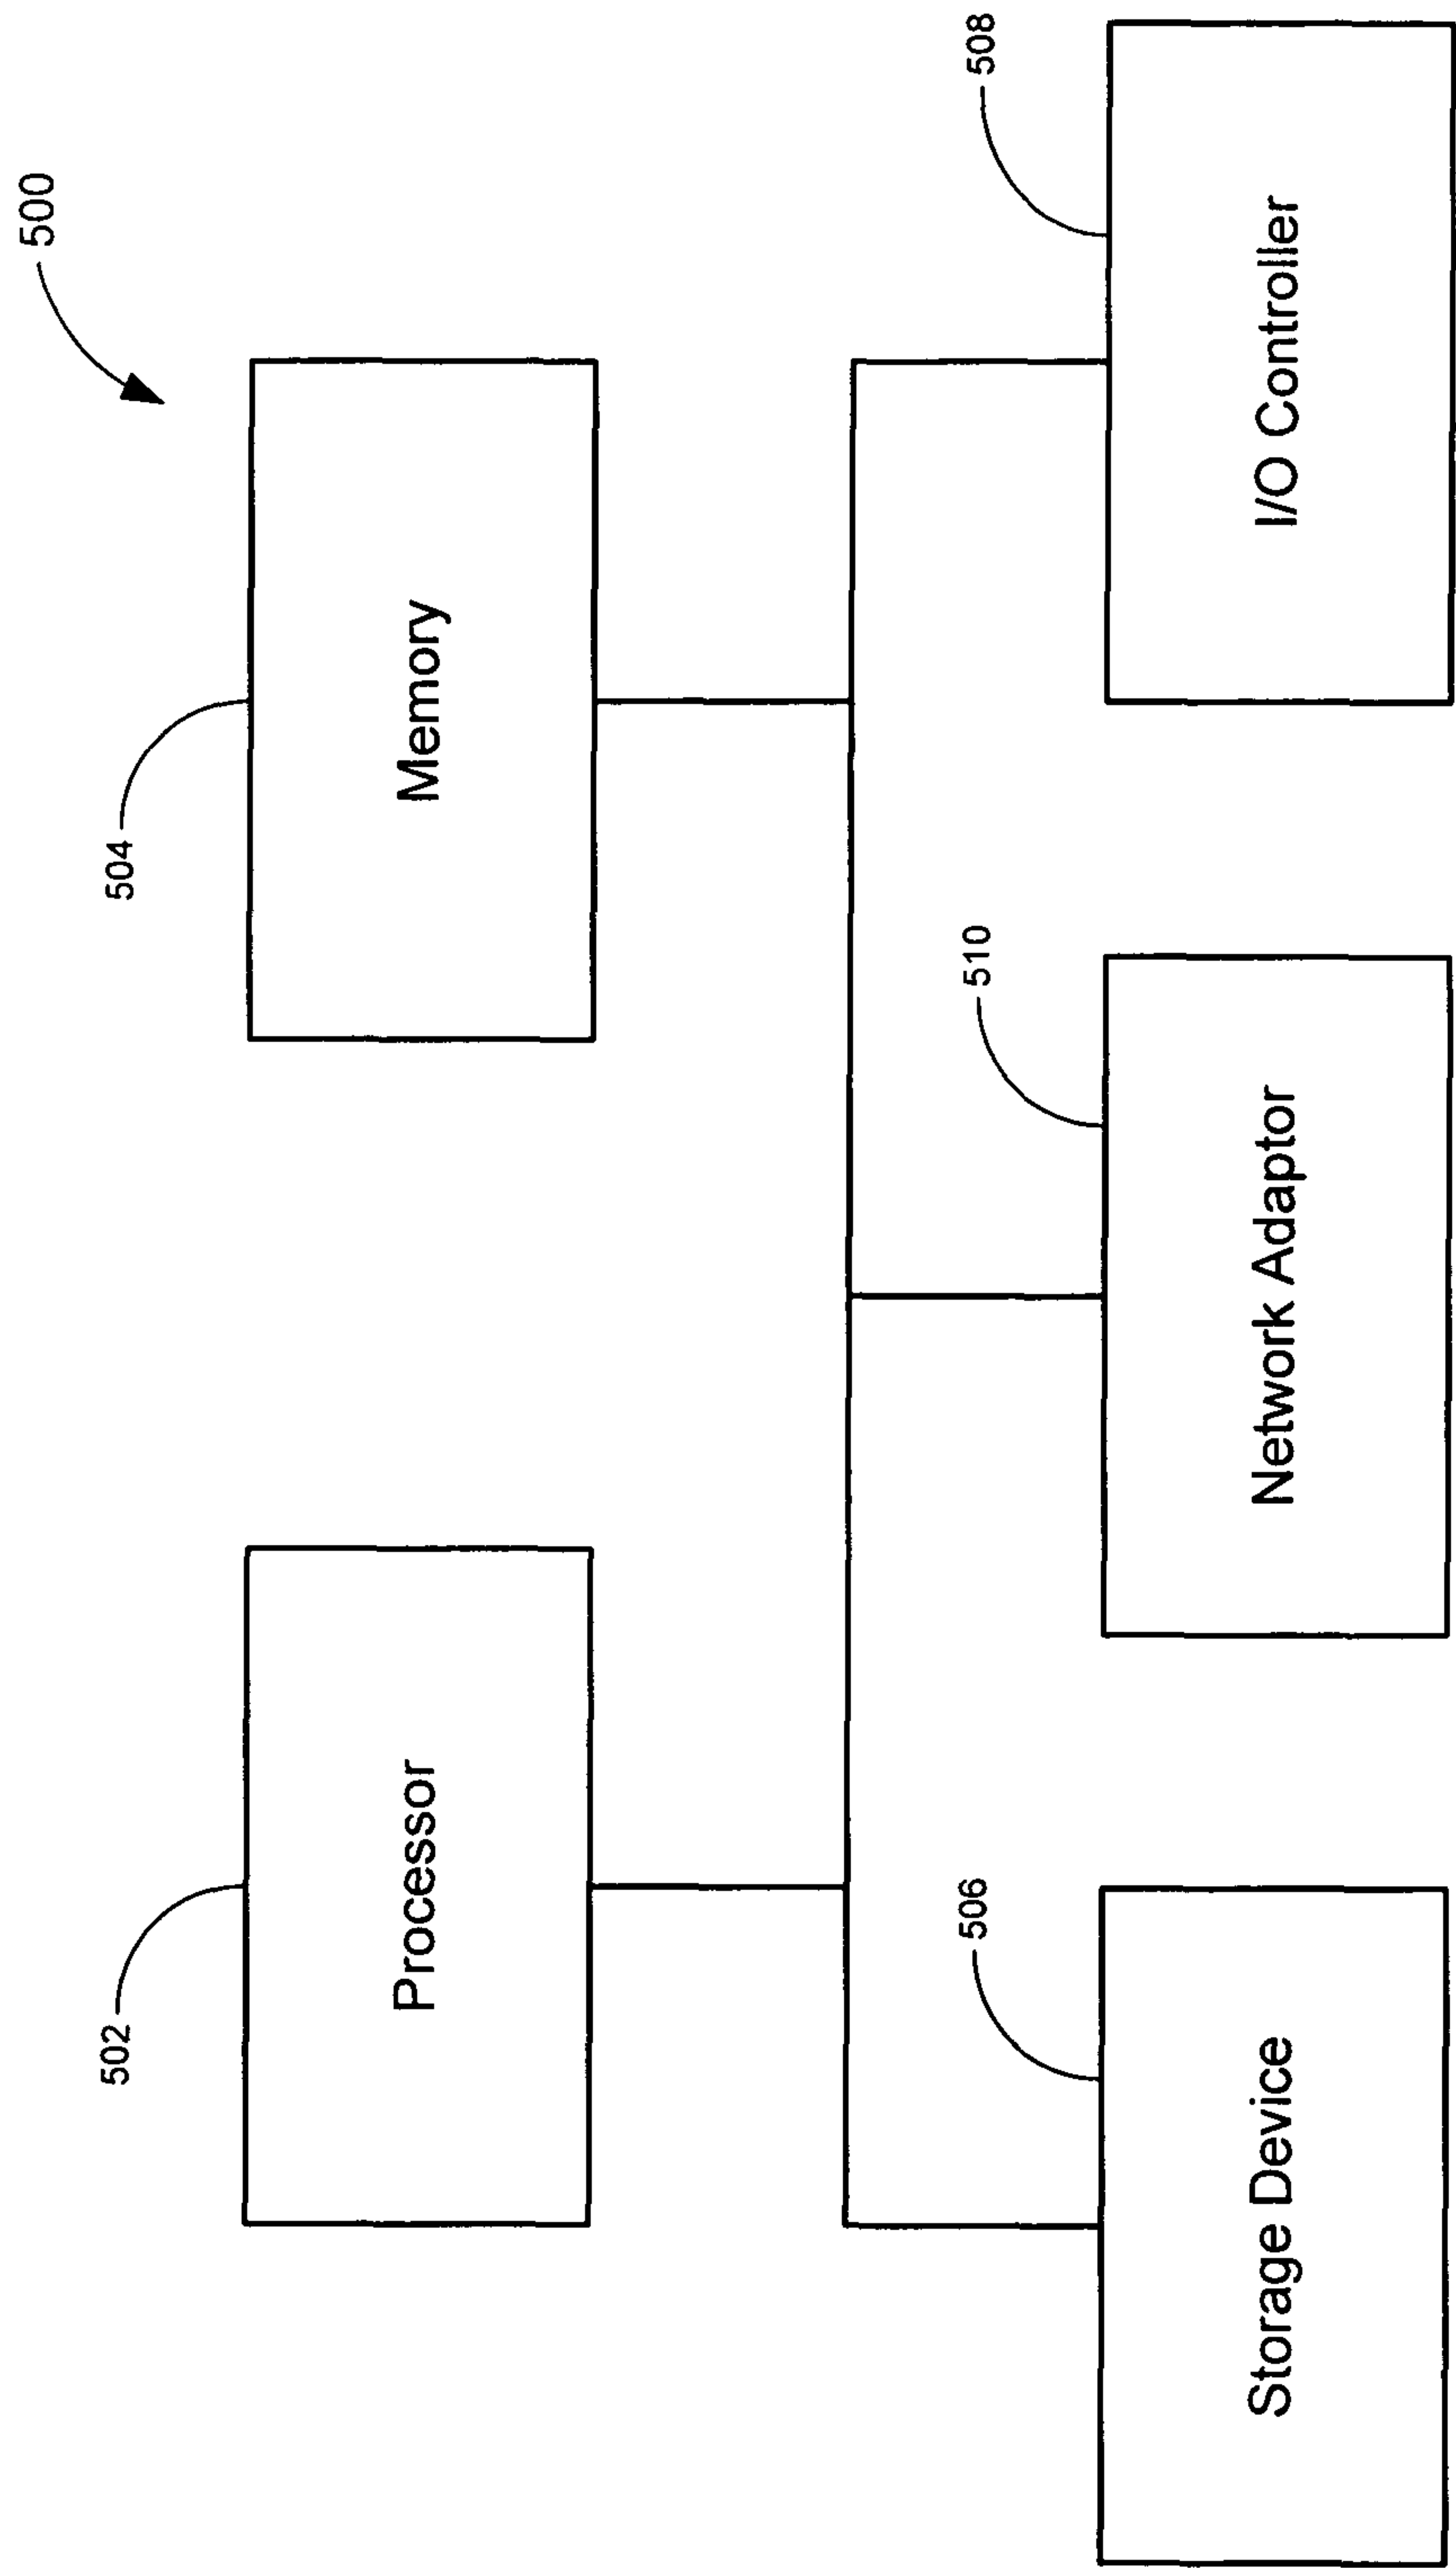 500
502
Processor
504
Memory
506
Storage Device
510
Network Adaptor
508
I/O Controller